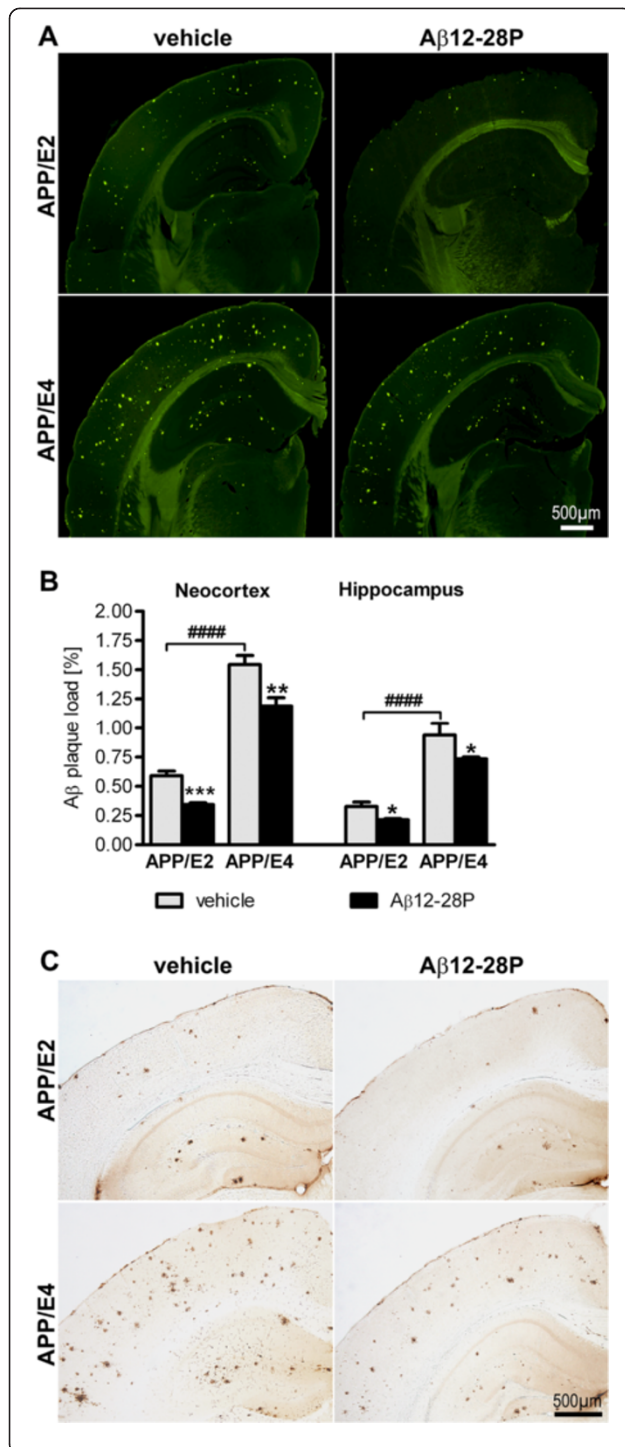 A
vehicle
Aβ12-28P
APP/E2
APP/E4
500µm
B
Neocortex
Hippocampus
Aβ plaque load [%]
2.00
1.75
1.50
1.25
1.00
0.75
0.50
0.25
0.00
####
####
***
**
*
*
APP/E2
APP/E4
APP/E2
APP/E4
vehicle
Aβ12-28P
C
vehicle
Aβ12-28P
APP/E2
APP/E4
500µm